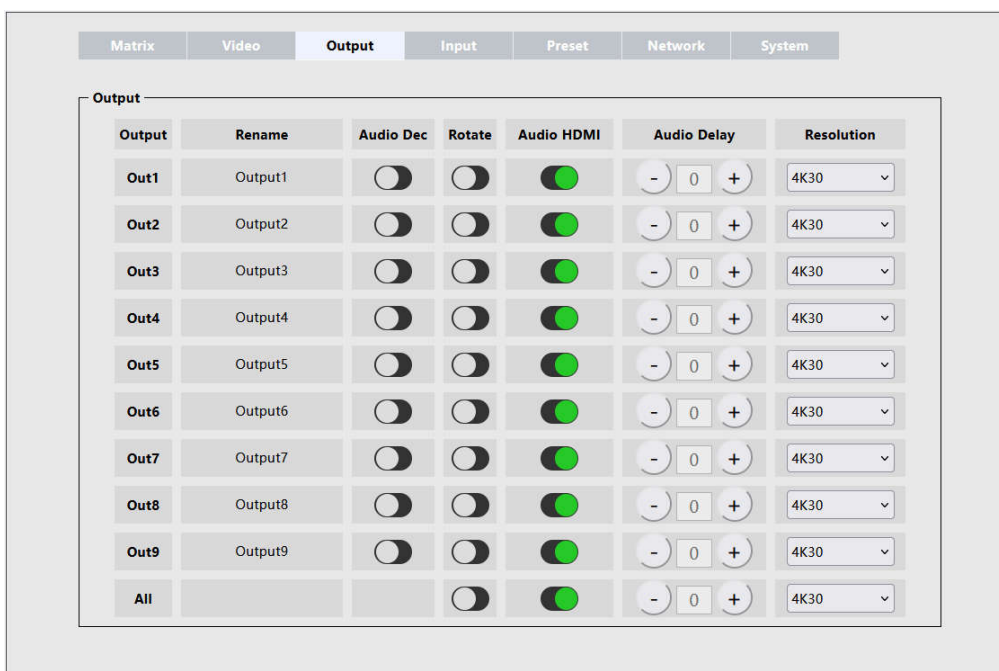 Matrix Video Output Input Preset Network System
Output
Output Rename Audio Dec Rotate Audio HDMI Audio Delay Resolution
Out1 Output1 - 0 + 4K30
Out2 Output2 - 0 + 4K30
Out3 Output3 - 0 + 4K30
Out4 Output4 - 0 + 4K30
Out5 Output5 - 0 + 4K30
Out6 Output6 - 0 + 4K30
Out7 Output7 - 0 + 4K30
Out8 Output8 - 0 + 4K30
Out9 Output9 - 0 + 4K30
All - 0 + 4K30